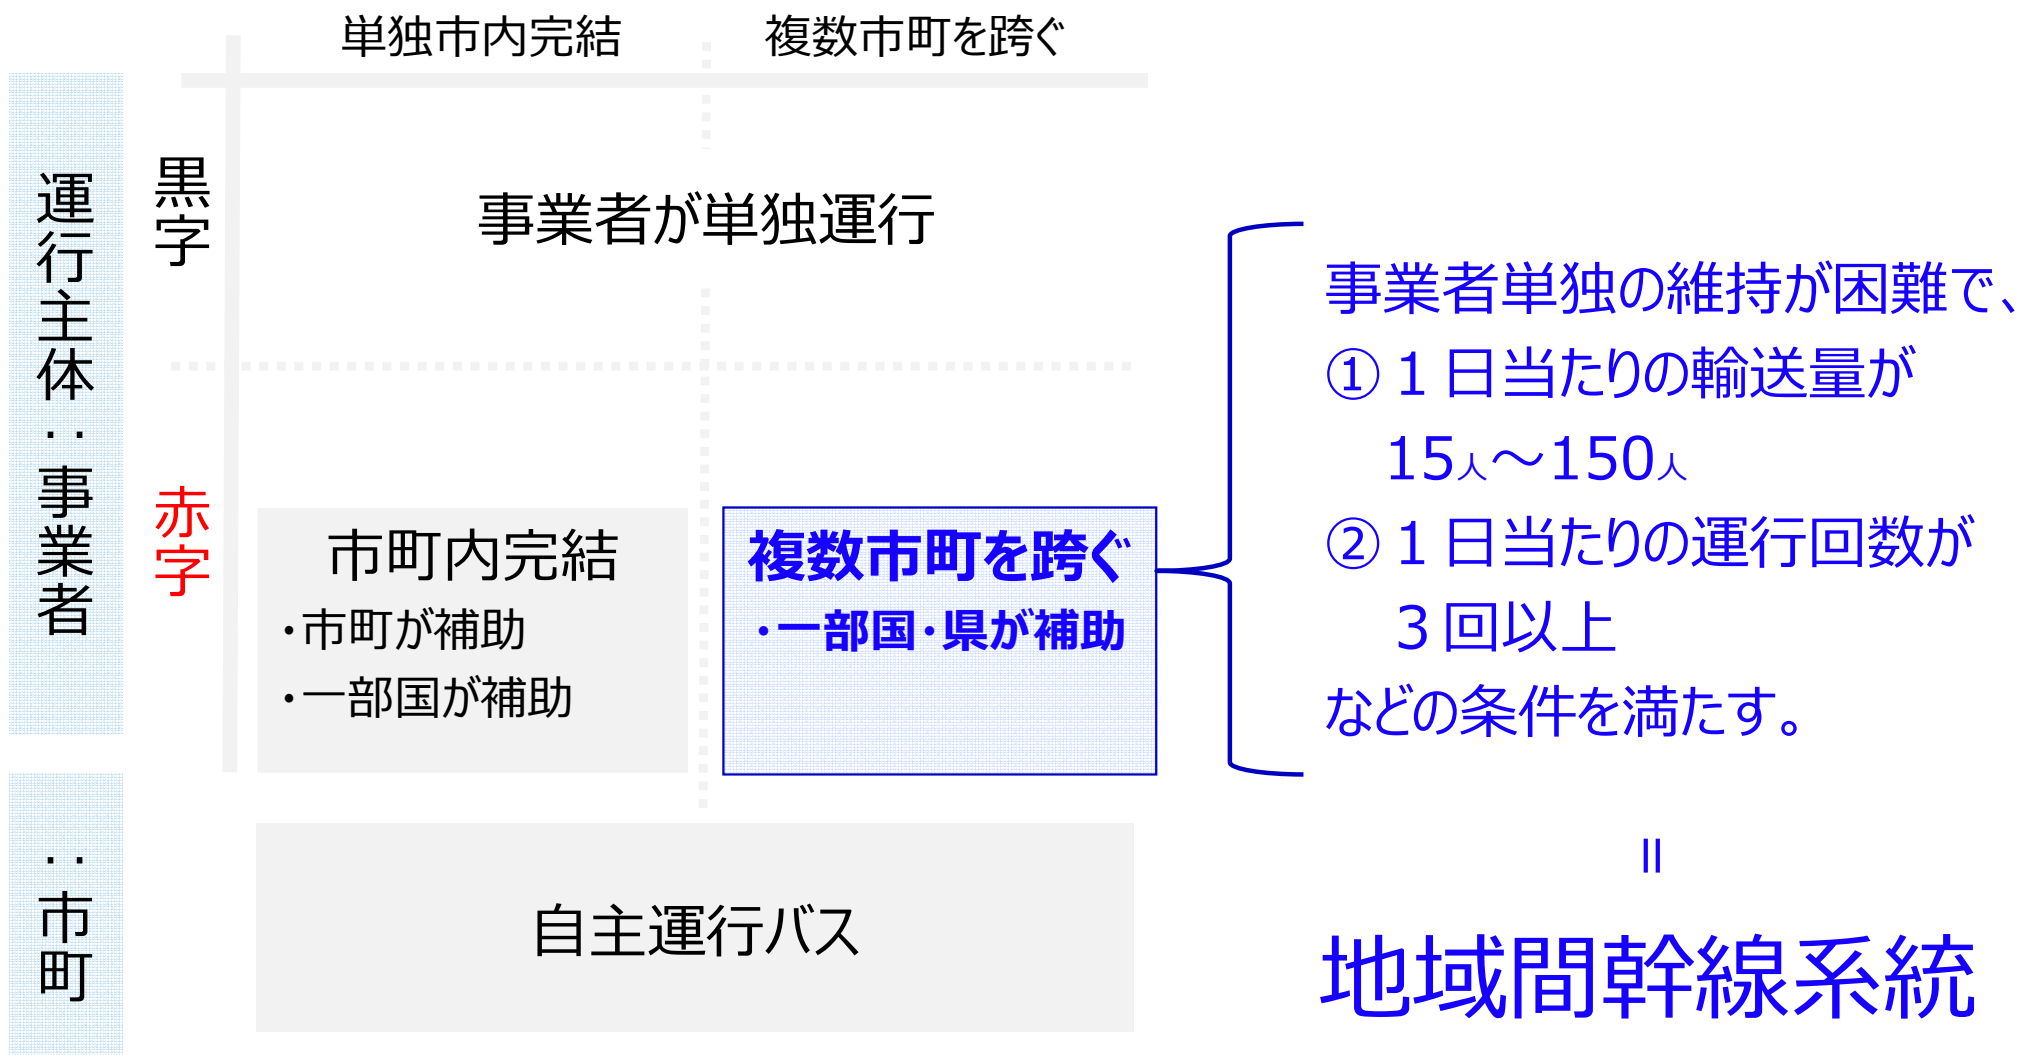 単独市内完結
複数市町を跨ぐ
運行主体：事業者
黒字
事業者が単独運行
赤字
市町内完結
・市町が補助
・一部国が補助
複数市町を跨ぐ
・一部国・県が補助
事業者単独の維持が困難で、
①１日当たりの輸送量が
15人～150人
②１日当たりの運行回数が
３回以上
などの条件を満たす。
：市町
自主運行バス
＝
地域間幹線系統